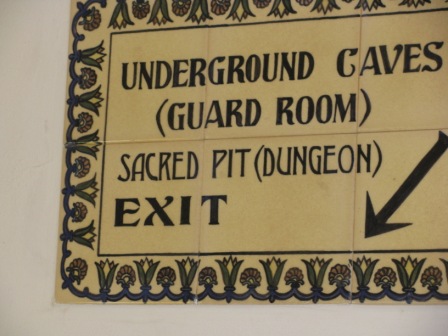 UNDERGROUND CAVES
(GUARD ROOM)
SACRED PIT (DUNGEON)
EXIT